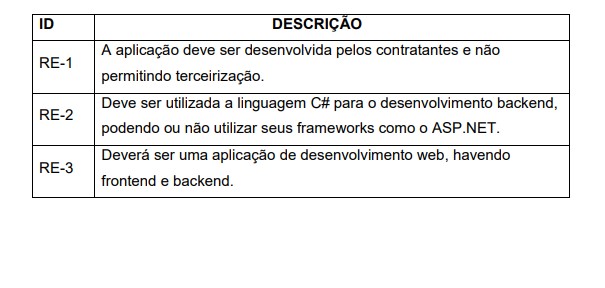 ID DESCRIÇÃO
RE-1 A aplicação deve ser desenvolvida pelos contratantes e não
permitindo terceirização.
RE-2 Deve ser utilizada a linguagem C# para o desenvolvimento backend,
podendo ou não utilizar seus frameworks como o ASP.NET.
RE-3 Deverá ser uma aplicação de desenvolvimento web, havendo
frontend e backend.